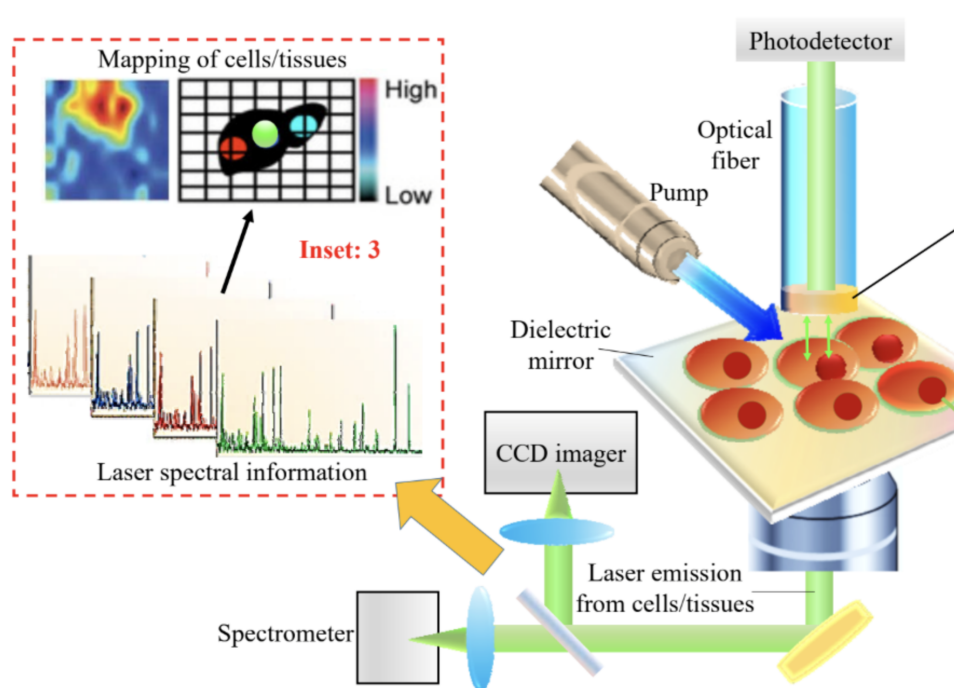 Mapping of cells/tissues
High
Low
Inset: 3
Laser spectral information
Photodetector
Optical
fiber
Pump
Dielectric
mirror
CCD imager
Laser emission
from cells/tissues
Spectrometer